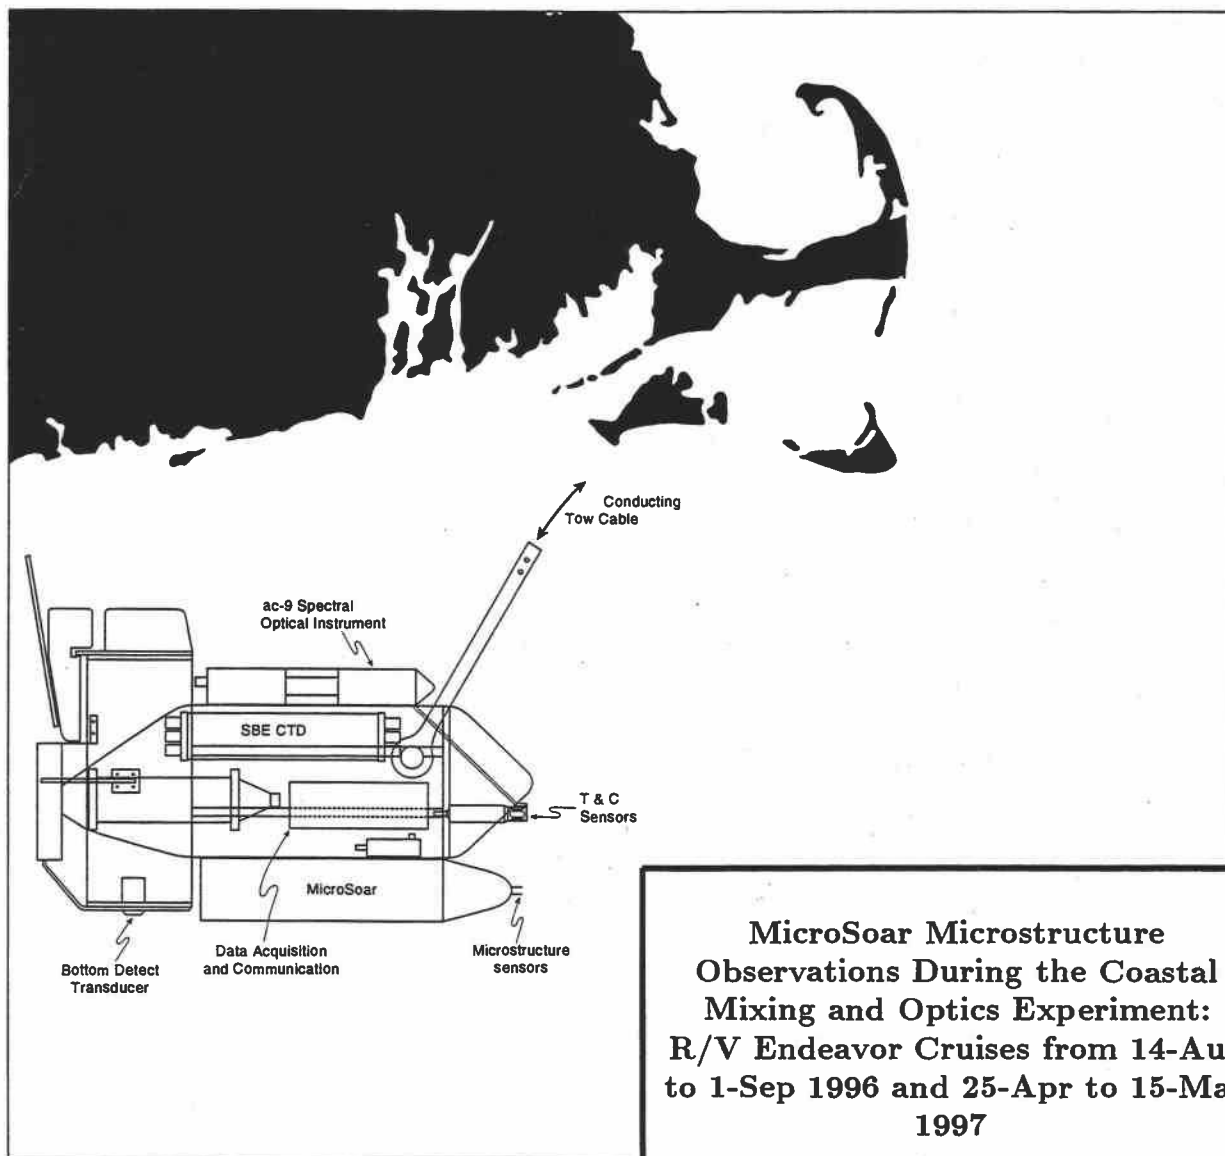 Conducting
Tow Cable
ac-9 Spectral
Optical Instrument
SBE CTD
T & C
Sensors
MicroSoar
Bottom Detect
Transducer
Data Acquisition
and Communication
Microstructure
sensors
MicroSoar Microstructure
Observations During the Coastal
Mixing and Optics Experiment:
R/V Endeavor Cruises from 14-Au
to 1-Sep 1996 and 25-Apr to 15-Ma
1997